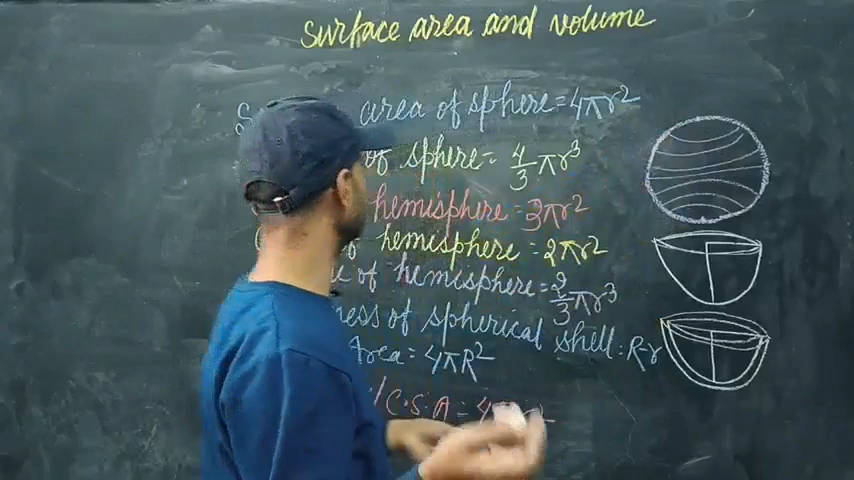 Surface area and volume
area of sphere = 4πr²
of sphere = 4/3 πr³
hemisphere = 3πr²
of hemisphere = 2πr²
of hemisphere = 2/3 πr³
of spherical shell : R-r
Area = 4πR²
C.S.A = 4